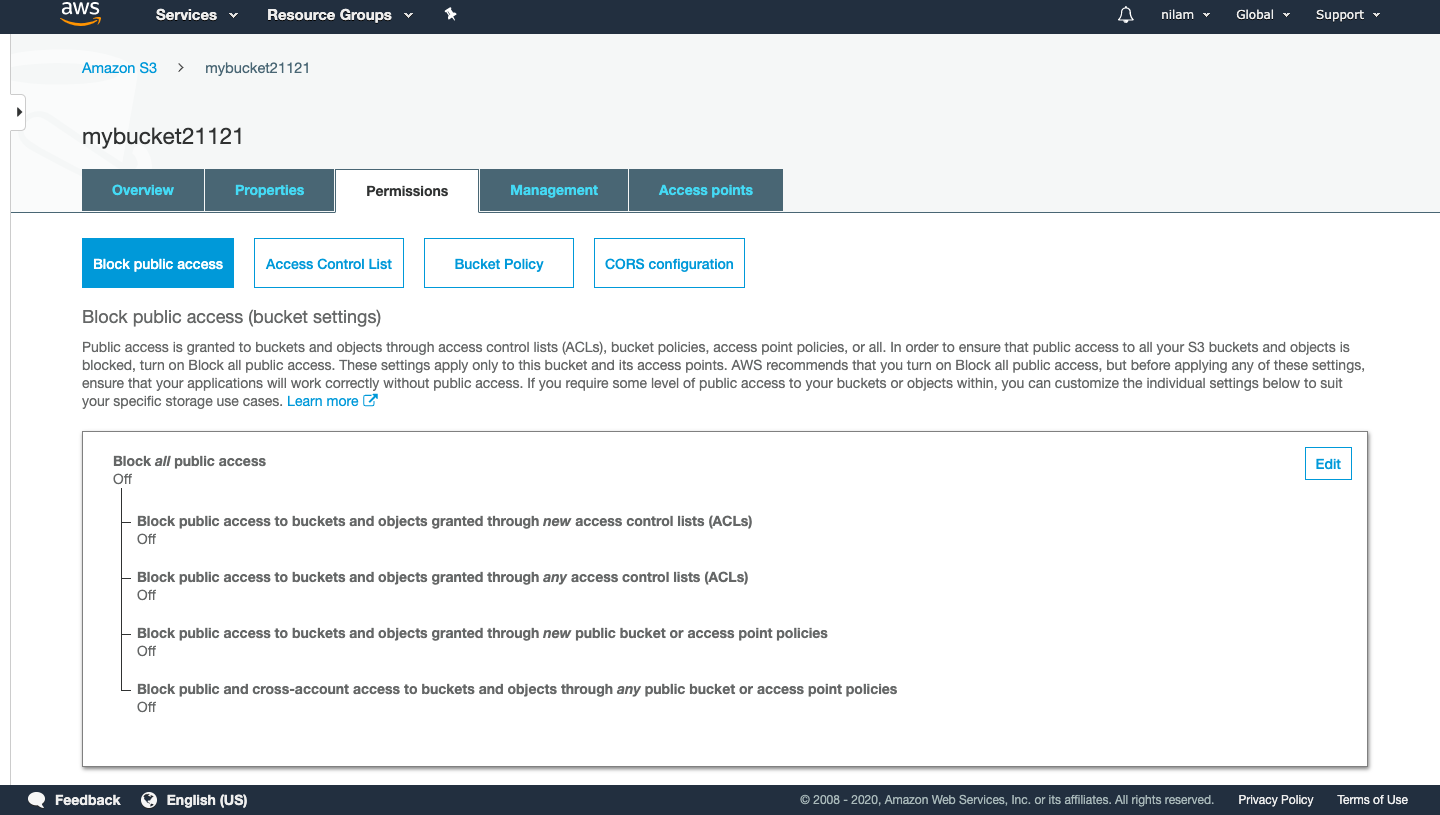 aws Services Resource Groups nilam Global Support
Amazon S3 > mybucket21121
mybucket21121
Overview Properties Permissions Management Access points
Block public access Access Control List Bucket Policy CORS configuration
Block public access (bucket settings)
Public access is granted to buckets and objects through access control lists (ACLs), bucket policies, access point policies, or all. In order to ensure that public access to all your S3 buckets and objects is
blocked, turn on Block all public access. These settings apply only to this bucket and its access points. AWS recommends that you turn on Block all public access, but before applying any of these settings,
ensure that your applications will work correctly without public access. If you require some level of public access to your buckets or objects within, you can customize the individual settings below to suit
your specific storage use cases. Learn more
Block all public access
Edit
Off
Block public access to buckets and objects granted through new access control lists (ACLs)
Off
Block public access to buckets and objects granted through any access control lists (ACLs)
Off
Block public access to buckets and objects granted through new public bucket or access point policies
Off
Block public and cross-account access to buckets and objects through any public bucket or access point policies
Off
Feedback English (US) © 2008 - 2020, Amazon Web Services, Inc. or its affiliates. All rights reserved. Privacy Policy Terms of Use